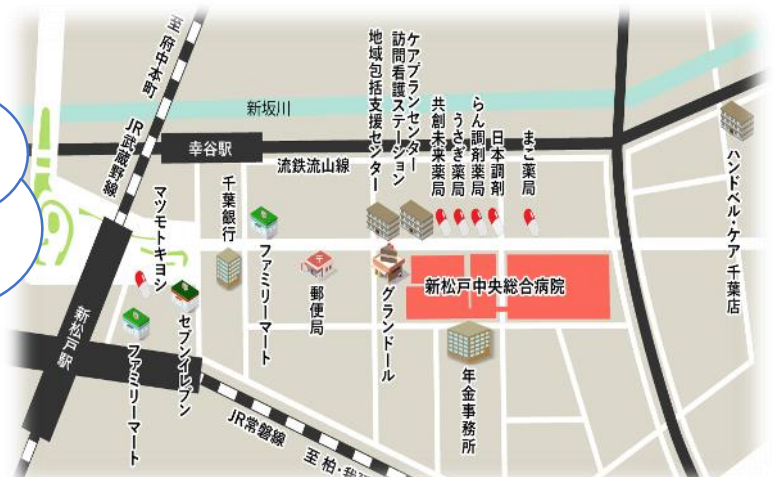 至 府中本町
JR武蔵野線
新坂川
幸谷駅
流鉄流山線
マツモトキヨシ
千葉銀行
ファミリーマート
郵便局
地域包括支援センター
訪問看護ステーション
ケアプランセンター
共創未来薬局
うさぎ薬局
らん調剤薬局
日本調剤
まこ薬局
ハンドベル・ケア 千葉店
新松戸駅
ファミリーマート
セブンイレブン
グランドール
新松戸中央総合病院
年金事務所
JR常磐線
至 柏・我